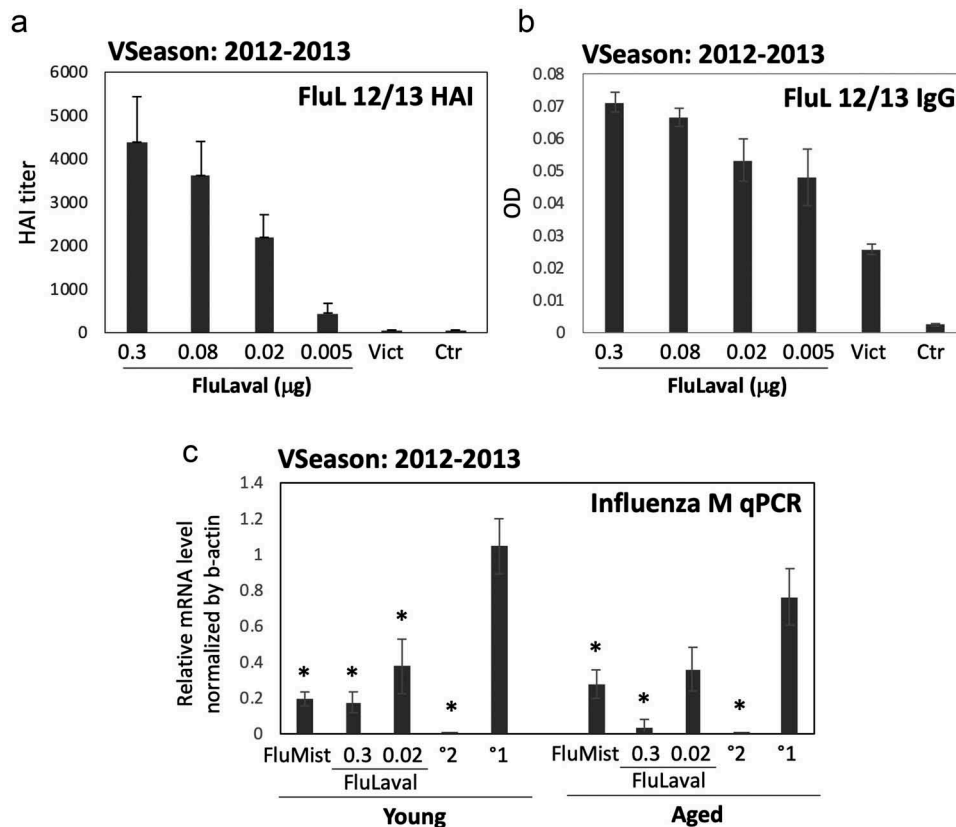 a
VSeason: 2012-2013
FluL 12/13 HAI
HAI titer
6000
5000
4000
3000
2000
1000
0
0.3 0.08 0.02 0.005 Vict Ctr
FluLaval (µg)
b
VSeason: 2012-2013
FluL 12/13 IgG
OD
0.08
0.07
0.06
0.05
0.04
0.03
0.02
0.01
0
0.3 0.08 0.02 0.005 Vict Ctr
FluLaval (µg)
c
VSeason: 2012-2013
Influenza M qPCR
Relative mRNA level
normalized by b-actin
1.4
1.2
1
0.8
0.6
0.4
0.2
0
* * * * * * *
FluMist 0.3 0.02 °2 °1 FluMist 0.3 0.02 °2 °1
FluLaval FluLaval
Young Aged